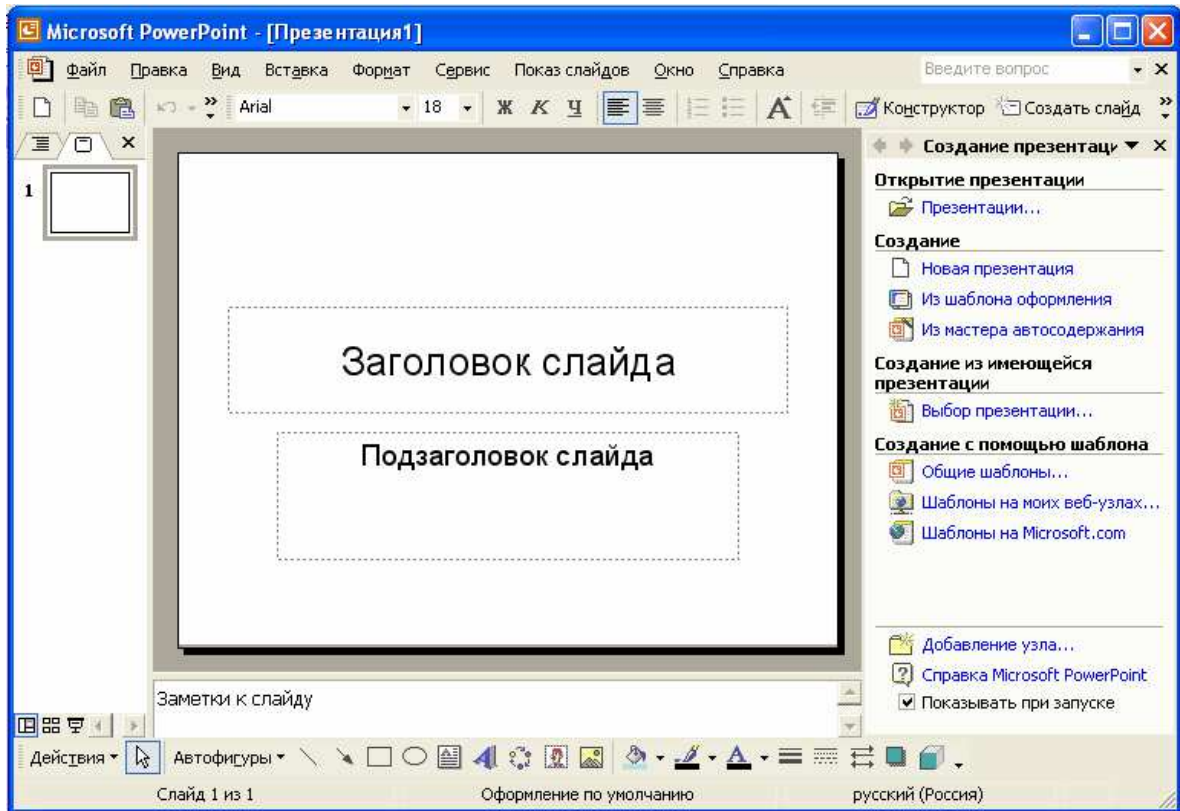 Microsoft PowerPoint - [Презентация1]
Файл Правка Вид Вставка Формат Сервис Показ слайдов Окно Справка Введите вопрос
Arial 18 Ж К Ч А Конструктор Создать слайд
Создание презентаци
1
Открытие презентации
Презентации...
Создание
Новая презентация
Из шаблона оформления
Из мастера автосодержания
Создание из имеющейся
презентации
Выбор презентации...
Создание с помощью шаблона
Общие шаблоны...
Шаблоны на моих веб-узлах...
Шаблоны на Microsoft.com
Добавление узла...
Справка Microsoft PowerPoint
Показывать при запуске
Заголовок слайда
Подзаголовок слайда
Заметки к слайду
Действия Автофигуры А
Слайд 1 из 1 Оформление по умолчанию русский (Россия)